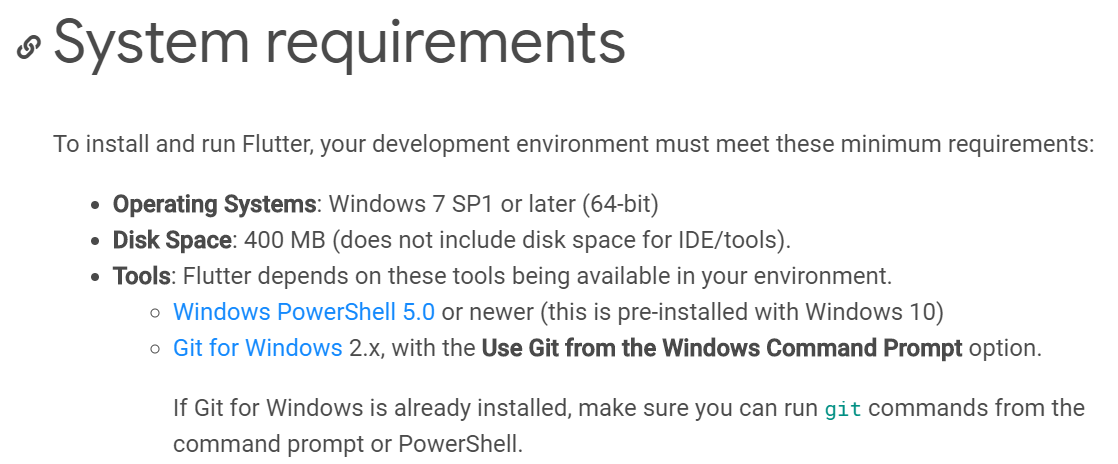 System requirements
To install and run Flutter, your development environment must meet these minimum requirements:
• Operating Systems: Windows 7 SP1 or later (64-bit)
• Disk Space: 400 MB (does not include disk space for IDE/tools).
• Tools: Flutter depends on these tools being available in your environment.
○ Windows PowerShell 5.0 or newer (this is pre-installed with Windows 10)
○ Git for Windows 2.x, with the Use Git from the Windows Command Prompt option.
If Git for Windows is already installed, make sure you can run git commands from the
command prompt or PowerShell.